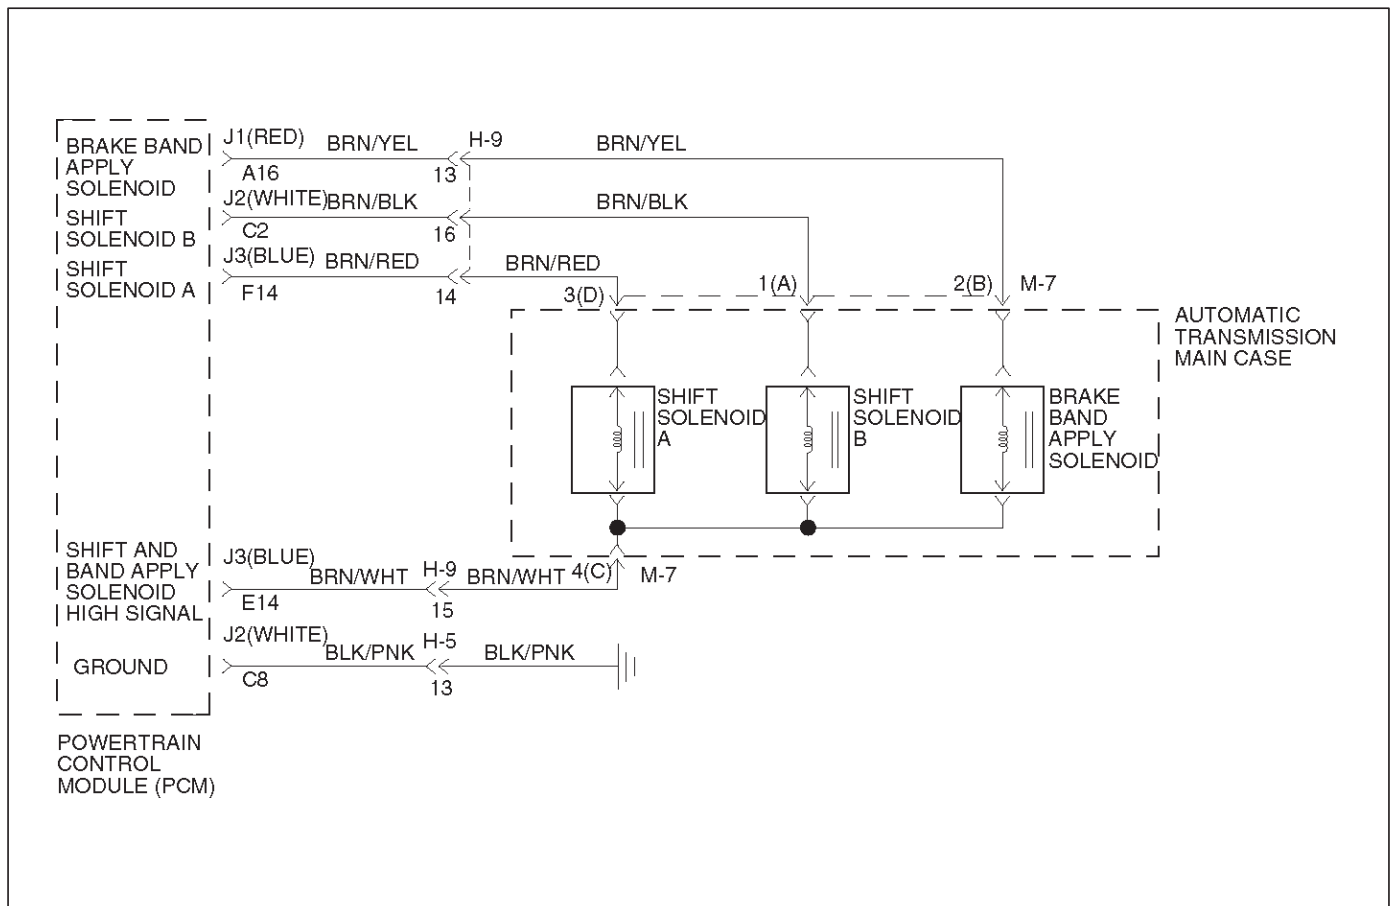 BRAKE BAND
APPLY
SOLENOID
J1(RED)
A16
BRN/YEL
H-9
13
BRN/YEL
SHIFT
SOLENOID B
J2(WHITE)
C2
BRN/BLK
16
BRN/BLK
SHIFT
SOLENOID A
J3(BLUE)
F14
BRN/RED
14
BRN/RED
3(D)
1(A)
2(B)
M-7
AUTOMATIC
TRANSMISSION
MAIN CASE
SHIFT
SOLENOID
A
SHIFT
SOLENOID
B
BRAKE
BAND
APPLY
SOLENOID
SHIFT AND
BAND APPLY
SOLENOID
HIGH SIGNAL
J3(BLUE)
E14
BRN/WHT
H-9
15
BRN/WHT
4(C)
M-7
GROUND
J2(WHITE)
C8
BLK/PNK
H-5
13
BLK/PNK
POWERTRAIN
CONTROL
MODULE (PCM)